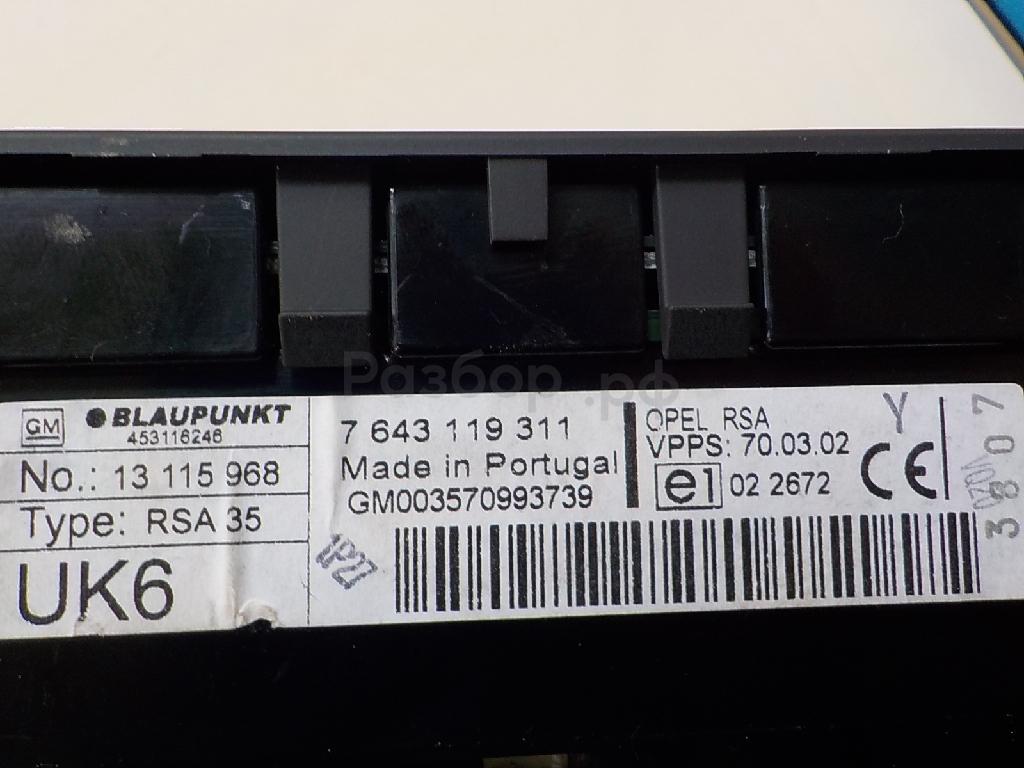 Разбор.рф
GM BLAUPUNKT
453116246
No.: 13 115 968
Type: RSA 35
UK6
7 643 119 311
Made in Portugal
GM003570993739
OPEL RSA
VPPS: 70.03.02
e1 02 2672
CE
Y
3807